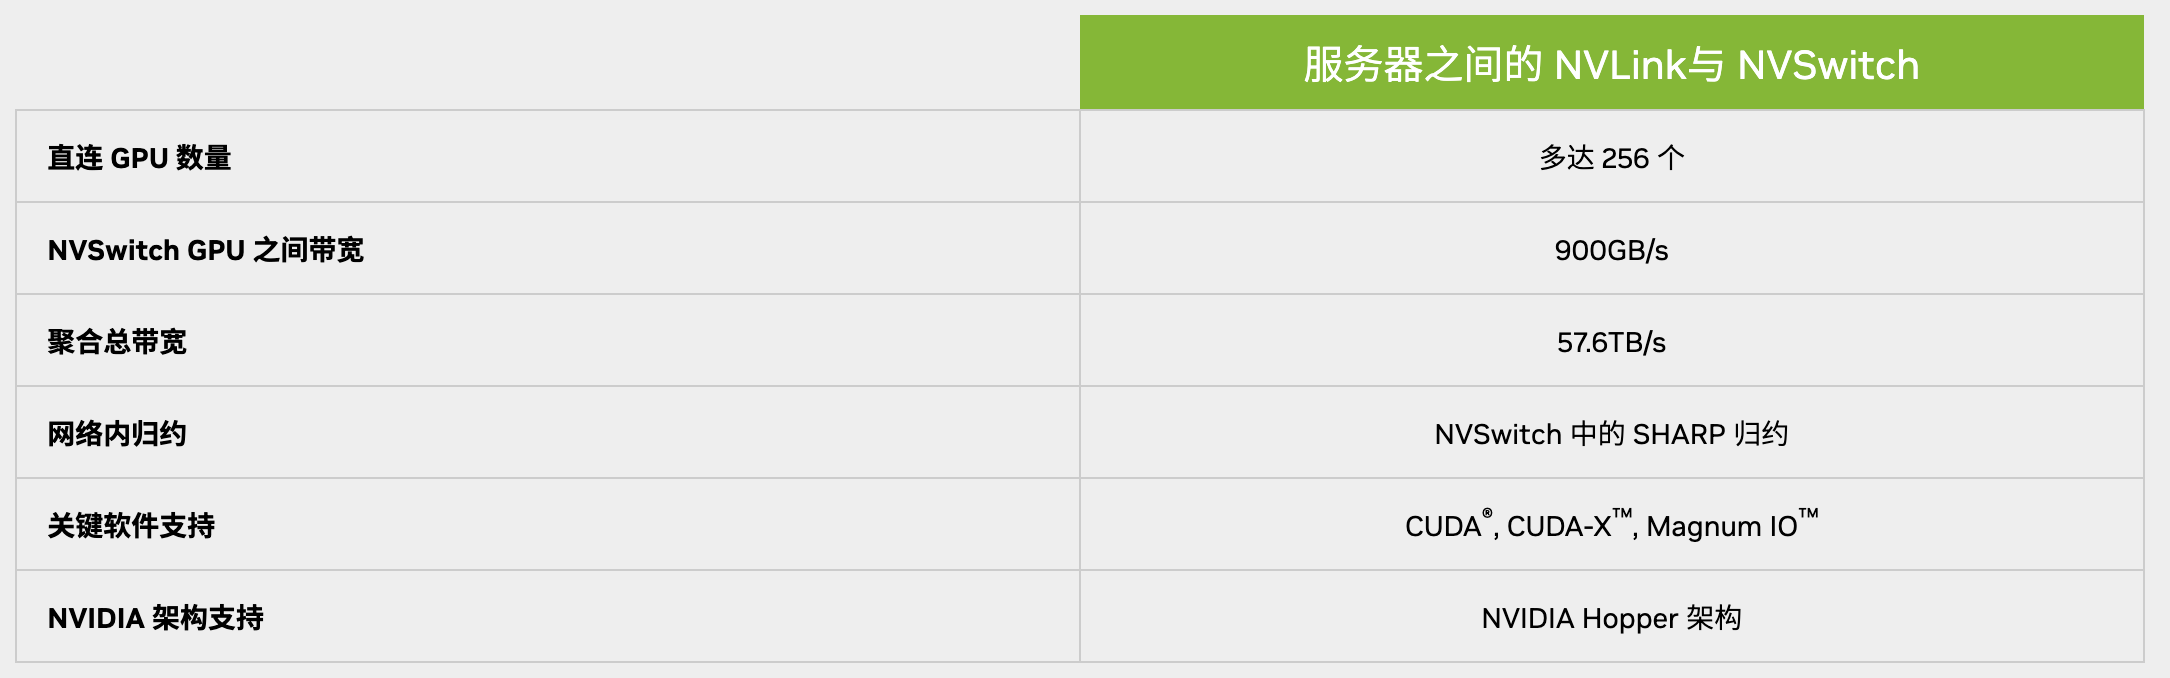 服务器之间的 NVLink与 NVSwitch
直连 GPU 数量
多达 256 个
NVSwitch GPU 之间带宽
900GB/s
聚合总带宽
57.6TB/s
网络内归约
NVSwitch 中的 SHARP 归约
关键软件支持
CUDA®, CUDA-X™, Magnum IO™
NVIDIA 架构支持
NVIDIA Hopper 架构